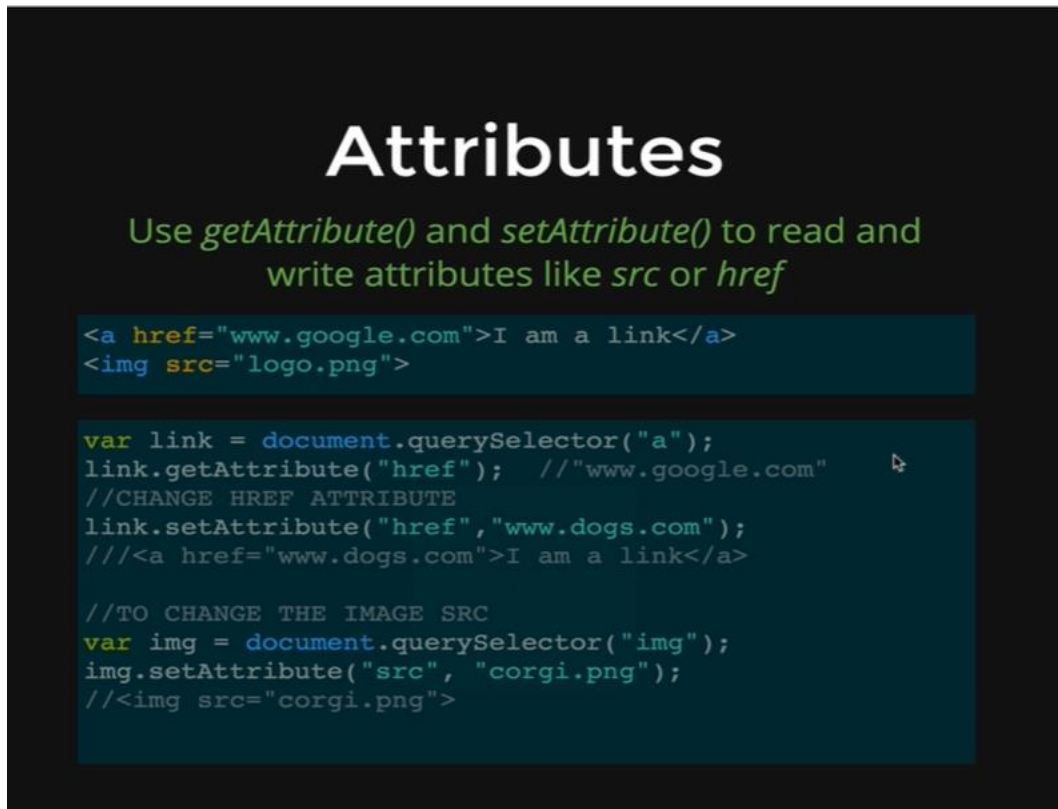 Attributes
Use getAttribute() and setAttribute() to read and
write attributes like src or href
<a href="www.google.com">I am a link</a>
<img src="logo.png">
var link = document.querySelector("a");
link.getAttribute("href");  //"www.google.com"
//CHANGE HREF ATTRIBUTE
link.setAttribute("href","www.dogs.com");
///<a href="www.dogs.com">I am a link</a>
//TO CHANGE THE IMAGE SRC
var img = document.querySelector("img");
img.setAttribute("src", "corgi.png");
//<img src="corgi.png">